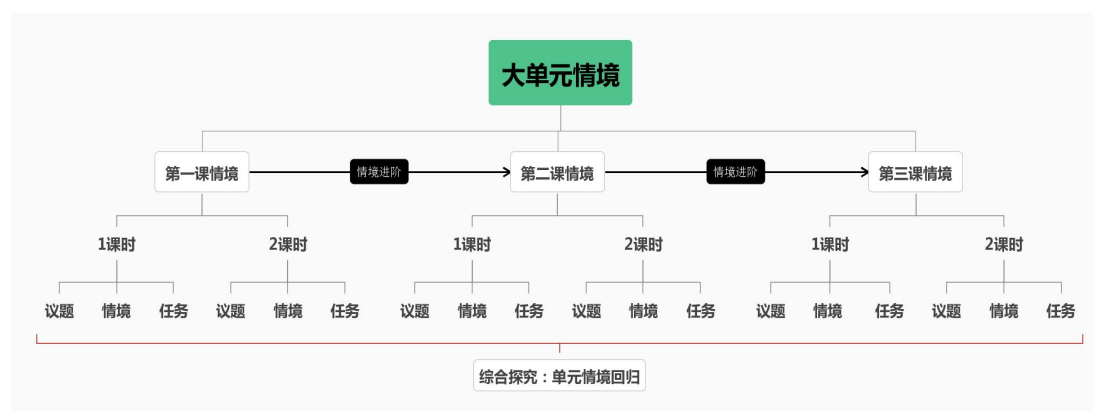 大单元情境
第一课情境 情境进阶 第二课情境 情境进阶 第三课情境
1课时 2课时 1课时 2课时 1课时 2课时
议题 情境 任务 议题 情境 任务 议题 情境 任务 议题 情境 任务 议题 情境 任务 议题 情境 任务
综合探究：单元情境回归